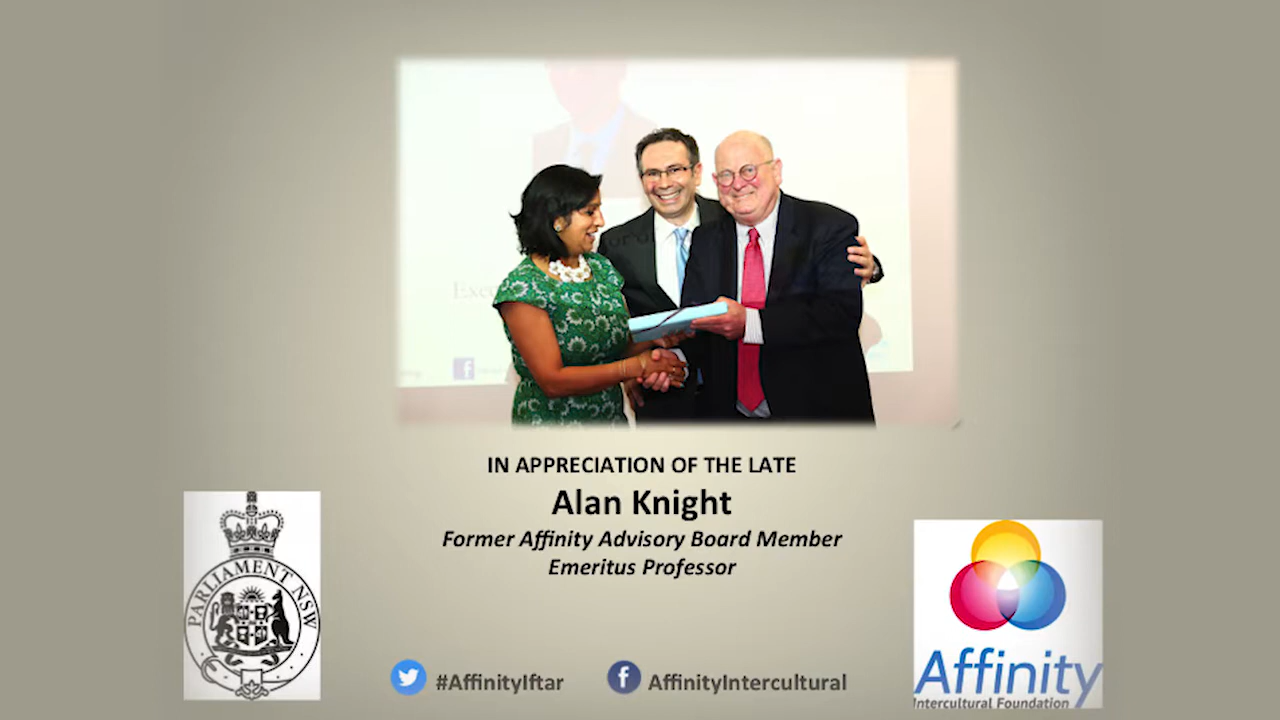 IN APPRECIATION OF THE LATE
Alan Knight
Former Affinity Advisory Board Member
Emeritus Professor
PARLIAMENT NSW
#AffinityIftar
f AffinityIntercultural
Affinity
Intercultural Foundation